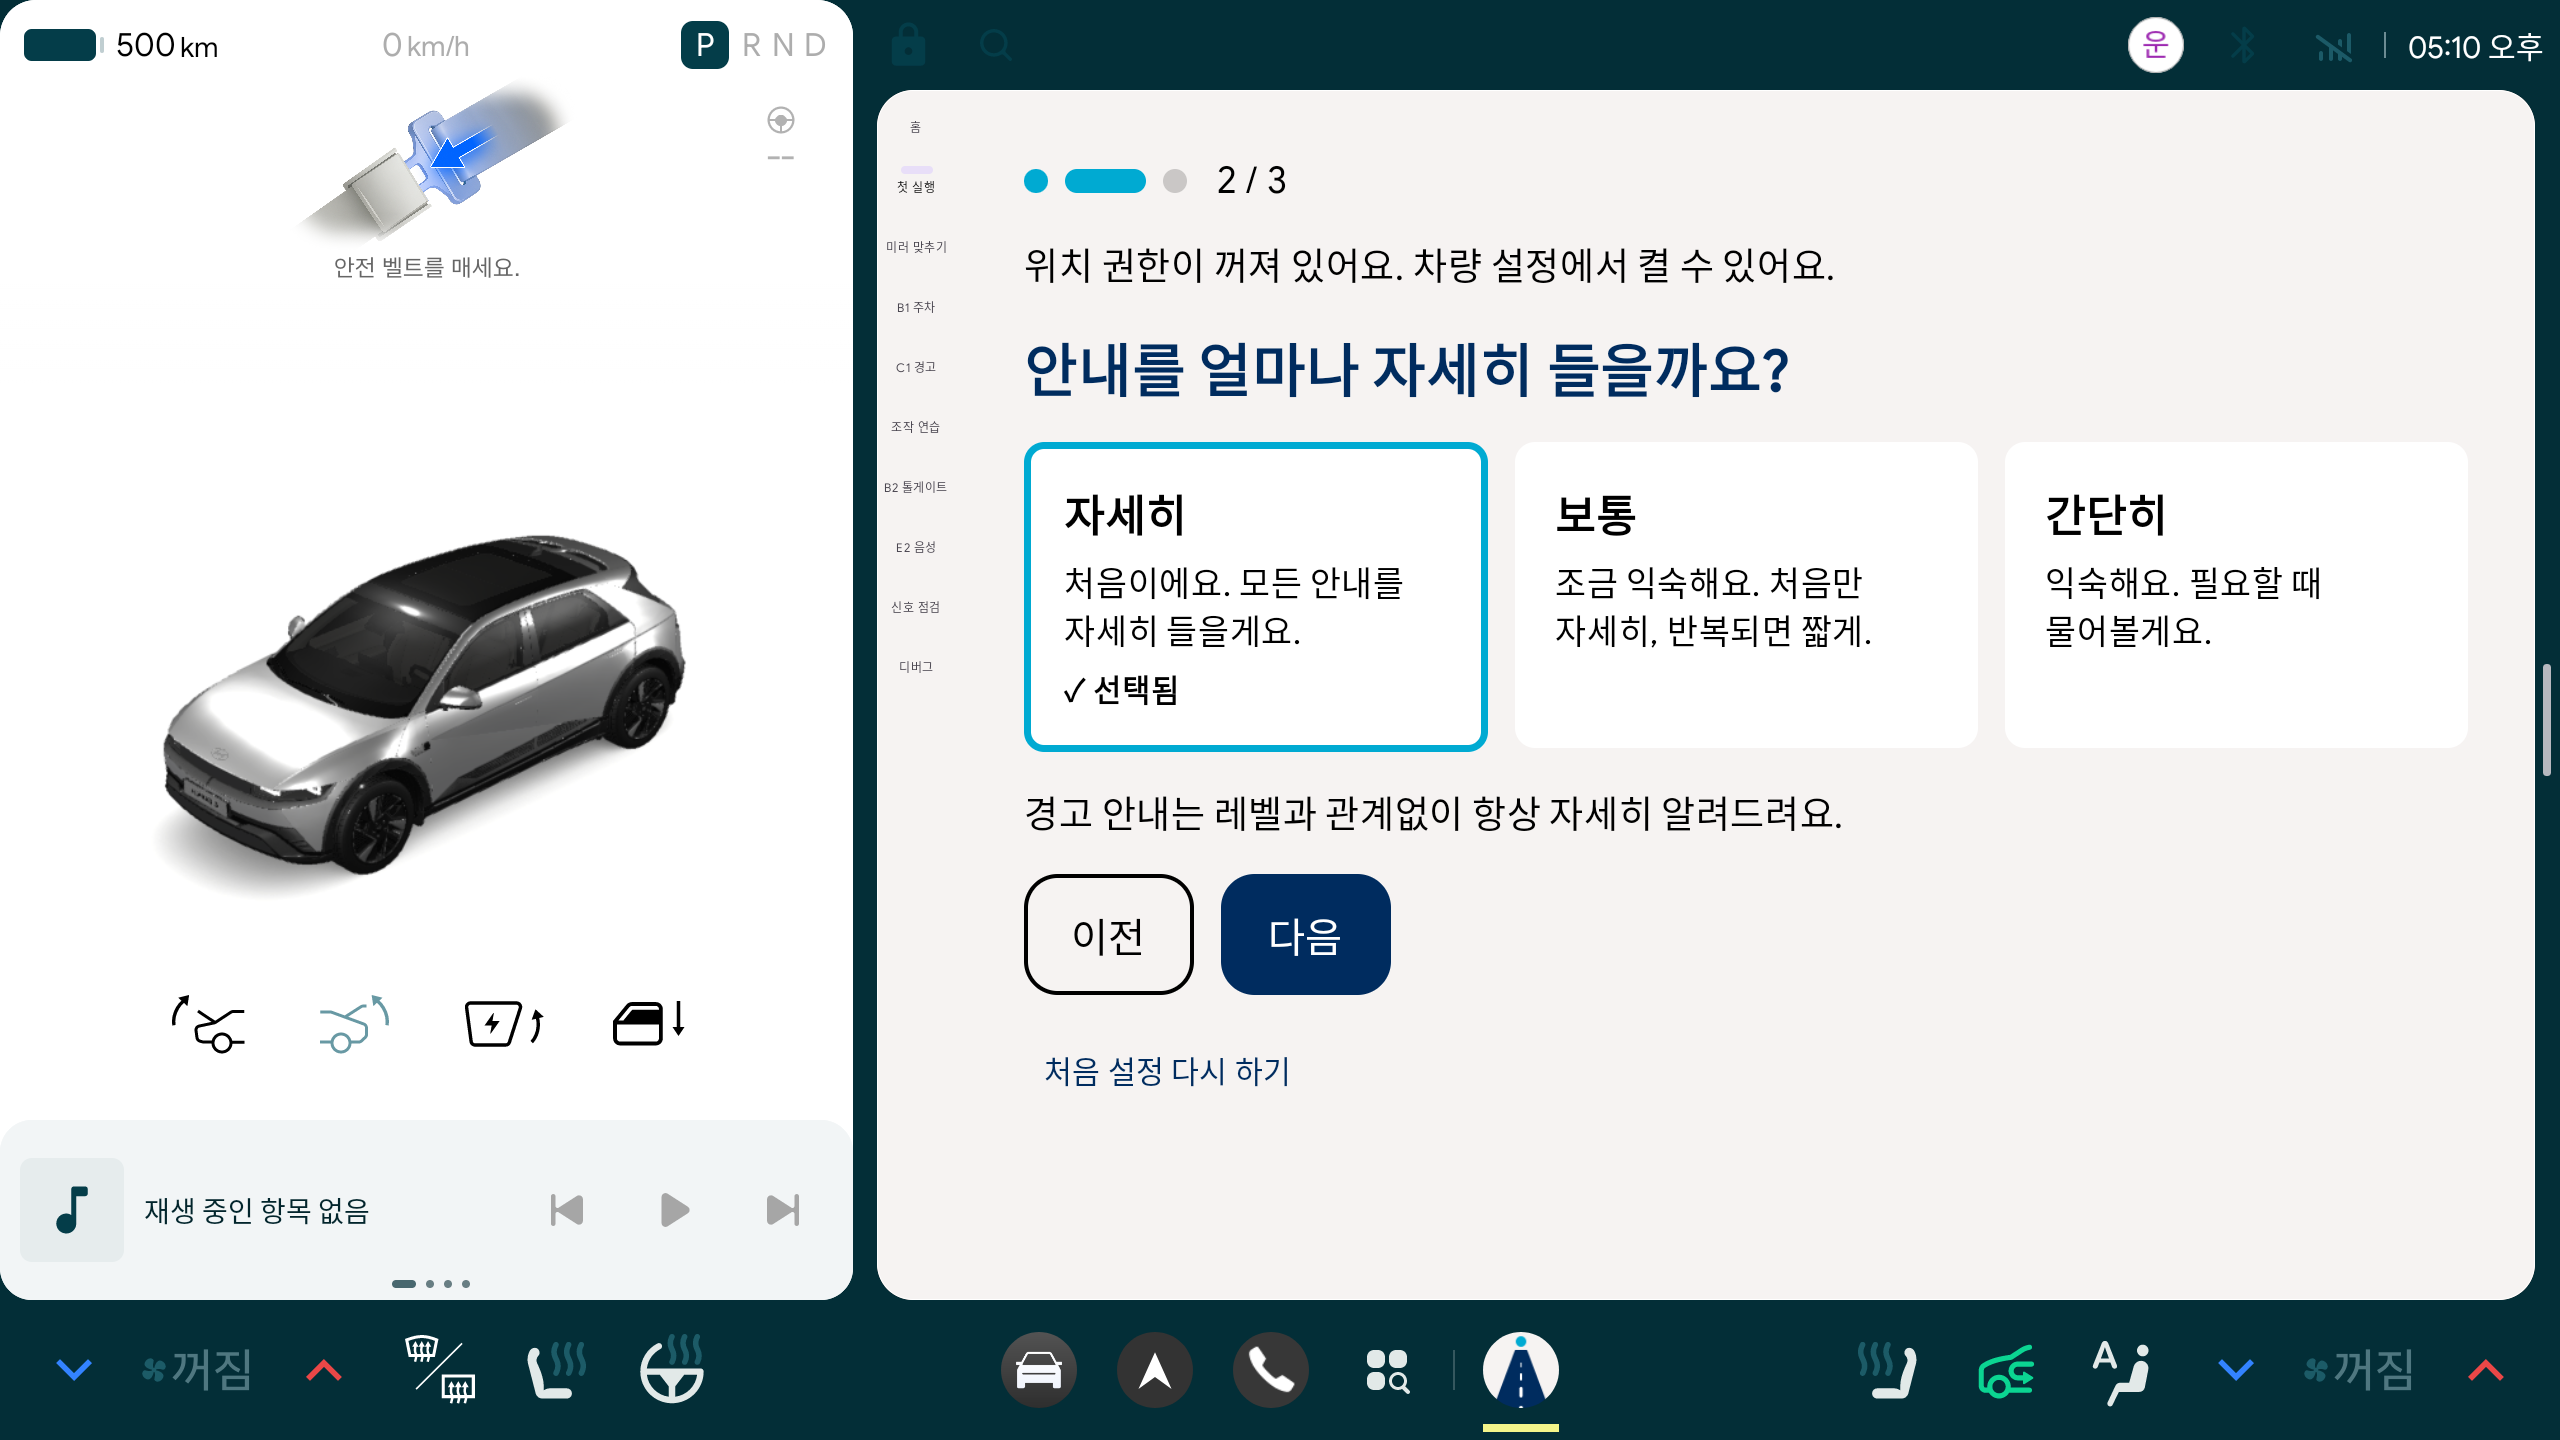 500 km
0 km/h
P R N D
안전 벨트를 매세요.
재생 중인 항목 없음
운
05:10 오후
홈
첫 실행
미러 맞추기
B1 주차
C1 경고
조작 연습
B2 톨게이트
E2 음성
신호 점검
디버그
2 / 3
위치 권한이 꺼져 있어요. 차량 설정에서 켤 수 있어요.
안내를 얼마나 자세히 들을까요?
자세히
처음이에요. 모든 안내를
자세히 들을게요.
✓ 선택됨
보통
조금 익숙해요. 처음만
자세히, 반복되면 짧게.
간단히
익숙해요. 필요할 때
물어볼게요.
경고 안내는 레벨과 관계없이 항상 자세히 알려드려요.
이전
다음
처음 설정 다시 하기
꺼짐
A
꺼짐